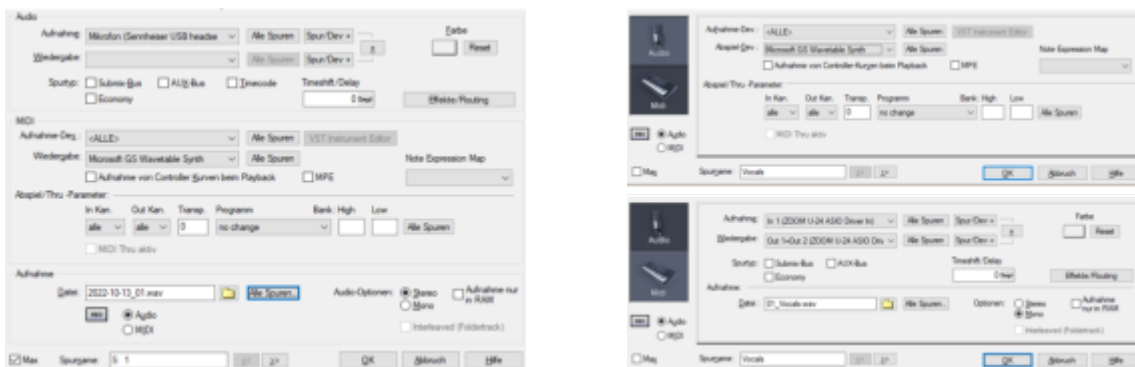 Audio
Aufnahme: Mikrofon (Sennheiser USB headse Alle Spuren Spur/Dev + Farbe
Wiedergabe: Alle Spuren Spur/Dev + Reset
Spurtyp: Submix-Bus AUX-Bus Timecode Timeshift/Delay
Economy 0 Effekte/Routing
MIDI
Aufnahme-Dev.: <ALLE> Alle Spuren VST Instrument Editor
Wiedergabe: Microsoft GS Wavetable Synth Alle Spuren Note Expression Map
Aufnahme von Controller Kurven beim Playback MPE
Abspiel/Thru -Parameter:
In Kan. Out Kan. Transp. Programm Bank: High Low
alle alle 0 no change Alle Spuren
MIDI Thru aktiv
Aufnahme
Datei: 2022-10-13_01.wav Alle Spuren... Audio-Optionen: Stereo Aufnahme nur in RAM
Audio Mono
MIDI Interleaved (Foldertrack)
Max Spurname: S: 1 OK Abbruch Hilfe
Audio
Midi
Aufnahme-Dev.: <ALLE> Alle Spuren VST Instrument Editor
Abspiel-Dev.: Microsoft GS Wavetable Synth Alle Spuren Note Expression Map
Aufnahme von Controller-Kurven beim Playback MPE
Abspiel/Thru -Parameter
In Kan. Out Kan. Transp. Programm Bank: High Low
alle alle 0 no change Alle Spuren
MIDI Thru aktiv
Audio
MIDI
Max Spurname: Vocals OK Abbruch Hilfe
Audio
Midi
Aufnahme: In 1 (ZOOM U-24 ASIO Driver In) Alle Spuren Spur/Dev + Farbe
Wiedergabe: Out 1+Out 2 (ZOOM U-24 ASIO Driv Alle Spuren Spur/Dev + Reset
Spurtyp: Submix-Bus AUX-Bus Timeshift/Delay
Economy 0 Effekte/Routing
Aufnahme
Datei: 01_Vocals.wav Alle Spuren... Optionen: Stereo Aufnahme nur in RAM
Mono
Audio Interleaved (Foldertrack)
MIDI
Max Spurname: Vocals OK Abbruch Hilfe